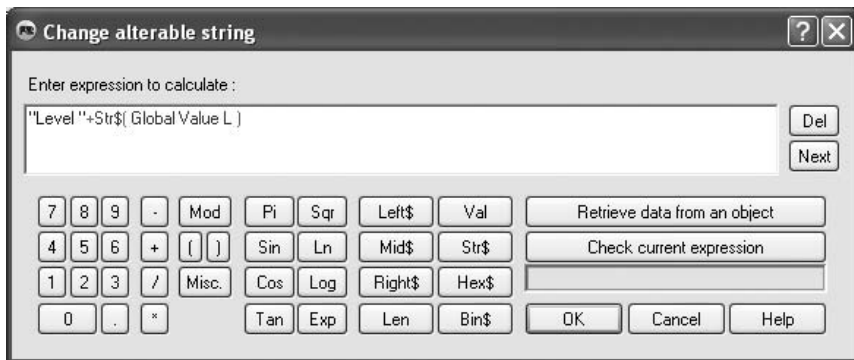 Change alterable string
?
Enter expression to calculate :
"Level "+Str$( Global Value L )
Del
Next
7 8 9 - Mod Pi Sqr Left$ Val Retrieve data from an object
4 5 6 + ( ) Sin Ln Mid$ Str$ Check current expression
1 2 3 / Misc. Cos Log Right$ Hex$
0 . * Tan Exp Len Bin$ OK Cancel Help